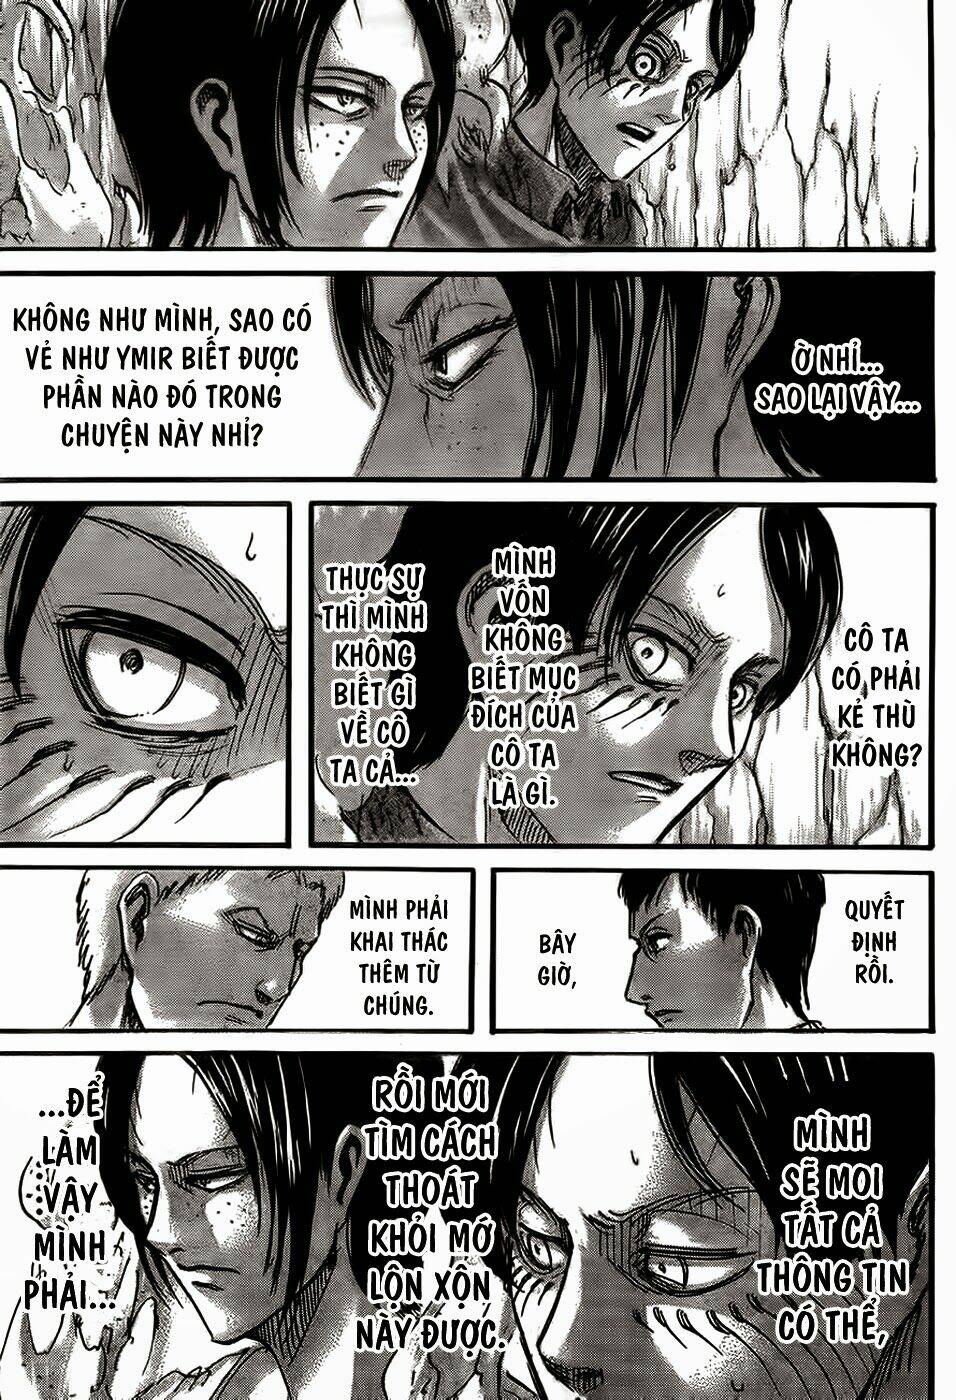 Ờ NHỈ...
SAO LẠI VẬY...
KHÔNG NHƯ MÌNH, SAO CÓ
VẺ NHƯ YMIR BIẾT ĐƯỢC
PHẦN NÀO ĐÓ TRONG
CHUYỆN NÀY NHỈ?
CÔ TA
CÓ PHẢI
KẺ THÙ
KHÔNG?
MÌNH
VỐN
KHÔNG
BIẾT MỤC
ĐÍCH CỦA
CÔ TA
LÀ GÌ.
THỰC SỰ
THÌ MÌNH
KHÔNG
BIẾT GÌ
VỀ CÔ
TA CẢ...
QUYẾT
ĐỊNH
RỒI.
BÂY
GIỜ,
MÌNH PHẢI
KHAI THÁC
THÊM TỪ
CHÚNG.
MÌNH
SẼ MOI
TẤT CẢ
THÔNG TIN
CÓ THỂ,
RỒI MỚI
TÌM CÁCH
THOÁT
KHỎI MỚ
LỘN XỘN
NÀY ĐƯỢC.
...ĐỂ
LÀM
VẬY
MÌNH
PHẢI...